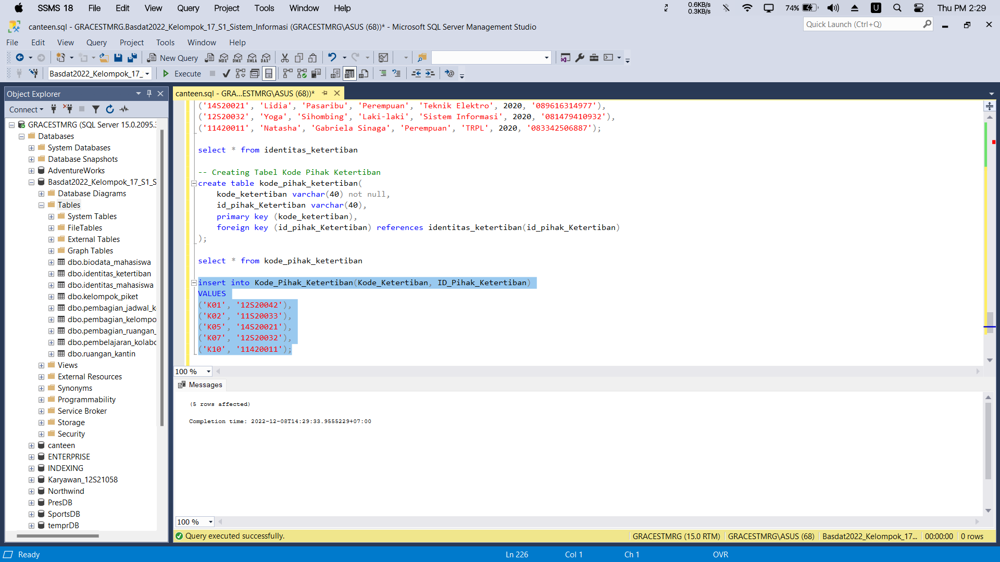 SSMS 18 File Edit View Query Project Tools Window Help 0.6KB/s 0.3KB/s 74% U Thu PM 2:29
canteen.sql - GRACESTMRG.Basdat2022_Kelompok_17_S1_Sistem_Informasi (GRACESTMRG\ASUS (68))* - Microsoft SQL Server Management Studio
Quick Launch (Ctrl+Q)
File Edit View Query Project Tools Window Help
New Query MDX DMX XMLA DAX
Basdat2022_Kelompok_17_ Execute
Object Explorer
Connect
GRACESTMRG (SQL Server 15.0.2095.3
Databases
System Databases
Database Snapshots
AdventureWorks
Basdat2022_Kelompok_17_S1_S
Database Diagrams
Tables
System Tables
FileTables
External Tables
Graph Tables
dbo.biodata_mahasiswa
dbo.identitas_ketertiban
dbo.identitas_mahasiswa
dbo.kelompok_piket
dbo.pembagian_jadwal_k
dbo.pembagian_kelompo
dbo.pembagian_ruangan_
dbo.pembelajaran_kolabo
dbo.ruangan_kantin
Views
External Resources
Synonyms
Programmability
Service Broker
Storage
Security
canteen
ENTERPRISE
INDEXING
Karyawan_12S21058
Northwind
PresDB
SportsDB
temprDB
canteen.sql - GRA...ESTMRG\ASUS (68))*
('14S20021', 'Lidia', 'Pasaribu', 'Perempuan', 'Teknik Elektro', 2020, '089616314977'),
('12S20032', 'Yoga', 'Sihombing', 'Laki-laki', 'Sistem Informasi', 2020, '081479410932'),
('11420011', 'Natasha', 'Gabriela Sinaga', 'Perempuan', 'TRPL', 2020, '083342506887');
select * from identitas_ketertiban
-- Creating Tabel Kode Pihak Ketertiban
create table kode_pihak_ketertiban(
kode_ketertiban varchar(40) not null,
id_pihak_Ketertiban varchar(40),
primary key (kode_ketertiban),
foreign key (id_pihak_Ketertiban) references identitas_ketertiban(id_pihak_Ketertiban)
);
select * from kode_pihak_ketertiban
insert into Kode_Pihak_Ketertiban(Kode_Ketertiban, ID_Pihak_Ketertiban)
VALUES
('K01', '12S20042'),
('K02', '11S20033'),
('K05', '14S20021'),
('K07', '12S20032'),
('K10', '11420011');
100 %
Messages
(5 rows affected)
Completion time: 2022-12-08T14:29:33.9555229+07:00
100 %
Query executed successfully. GRACESTMRG (15.0 RTM) GRACESTMRG\ASUS (68) Basdat2022_Kelompok_17... 00:00:00 0 rows
Ready Ln 226 Col 1 Ch 1 OVR